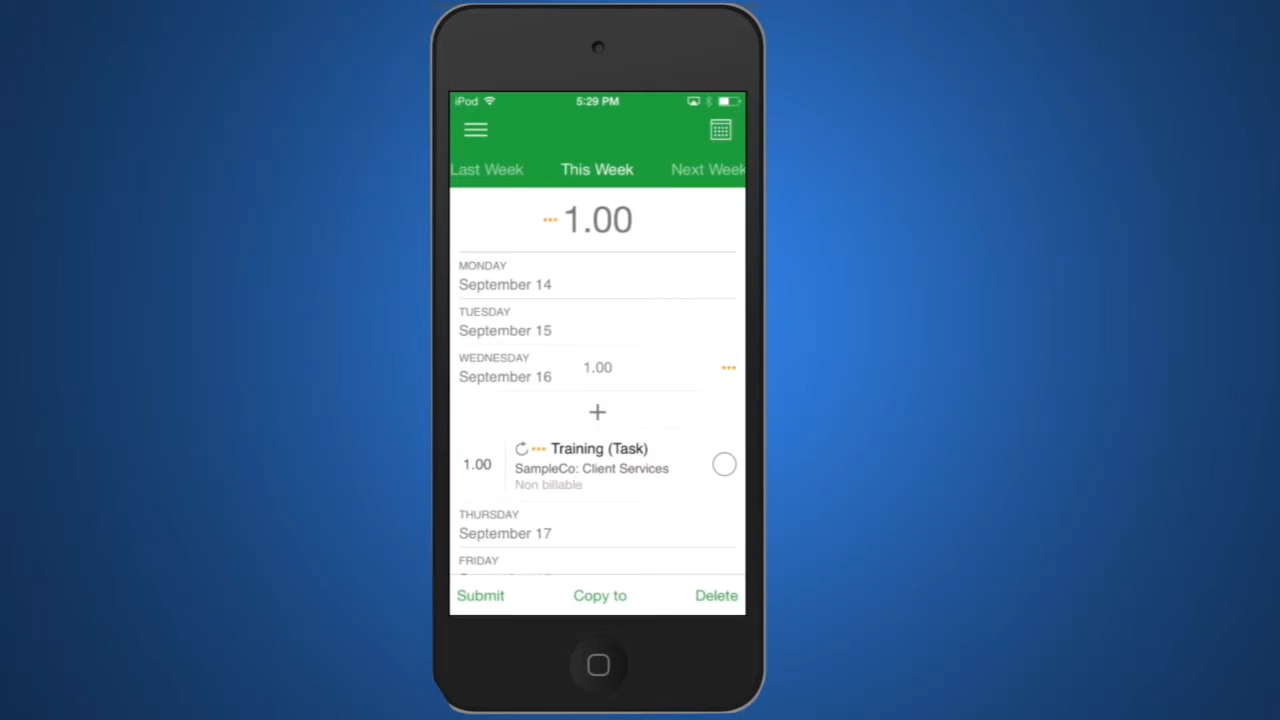 iPod 5:29 PM
Last Week This Week Next Week
1.00
MONDAY
September 14
TUESDAY
September 15
WEDNESDAY
September 16
1.00
+
1.00
Training (Task)
SampleCo: Client Services
Non billable
THURSDAY
September 17
FRIDAY
Submit Copy to Delete